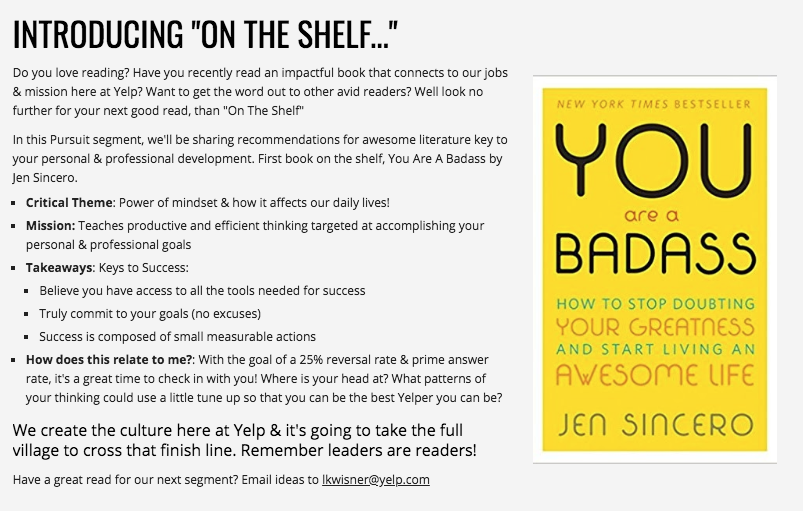 INTRODUCING "ON THE SHELF..."
Do you love reading? Have you recently read an impactful book that connects to our jobs
& mission here at Yelp? Want to get the word out to other avid readers? Well look no
further for your next good read, than "On The Shelf"
In this Pursuit segment, we'll be sharing recommendations for awesome literature key to
your personal & professional development. First book on the shelf, You Are A Badass by
Jen Sincero.
Critical Theme: Power of mindset & how it affects our daily lives!
Mission: Teaches productive and efficient thinking targeted at accomplishing your
personal & professional goals
Takeaways: Keys to Success:
Believe you have access to all the tools needed for success
Truly commit to your goals (no excuses)
Success is composed of small measurable actions
How does this relate to me?: With the goal of a 25% reversal rate & prime answer
rate, it's a great time to check in with you! Where is your head at? What patterns of
your thinking could use a little tune up so that you can be the best Yelper you can be?
We create the culture here at Yelp & it's going to take the full
village to cross that finish line. Remember leaders are readers!
Have a great read for our next segment? Email ideas to lkwisner@yelp.com
NEW YORK TIMES BESTSELLER
YOU
are a
BADASS
HOW TO STOP DOUBTING
YOUR GREATNESS
AND START LIVING AN
AWESOME LIFE
JEN SINCERO